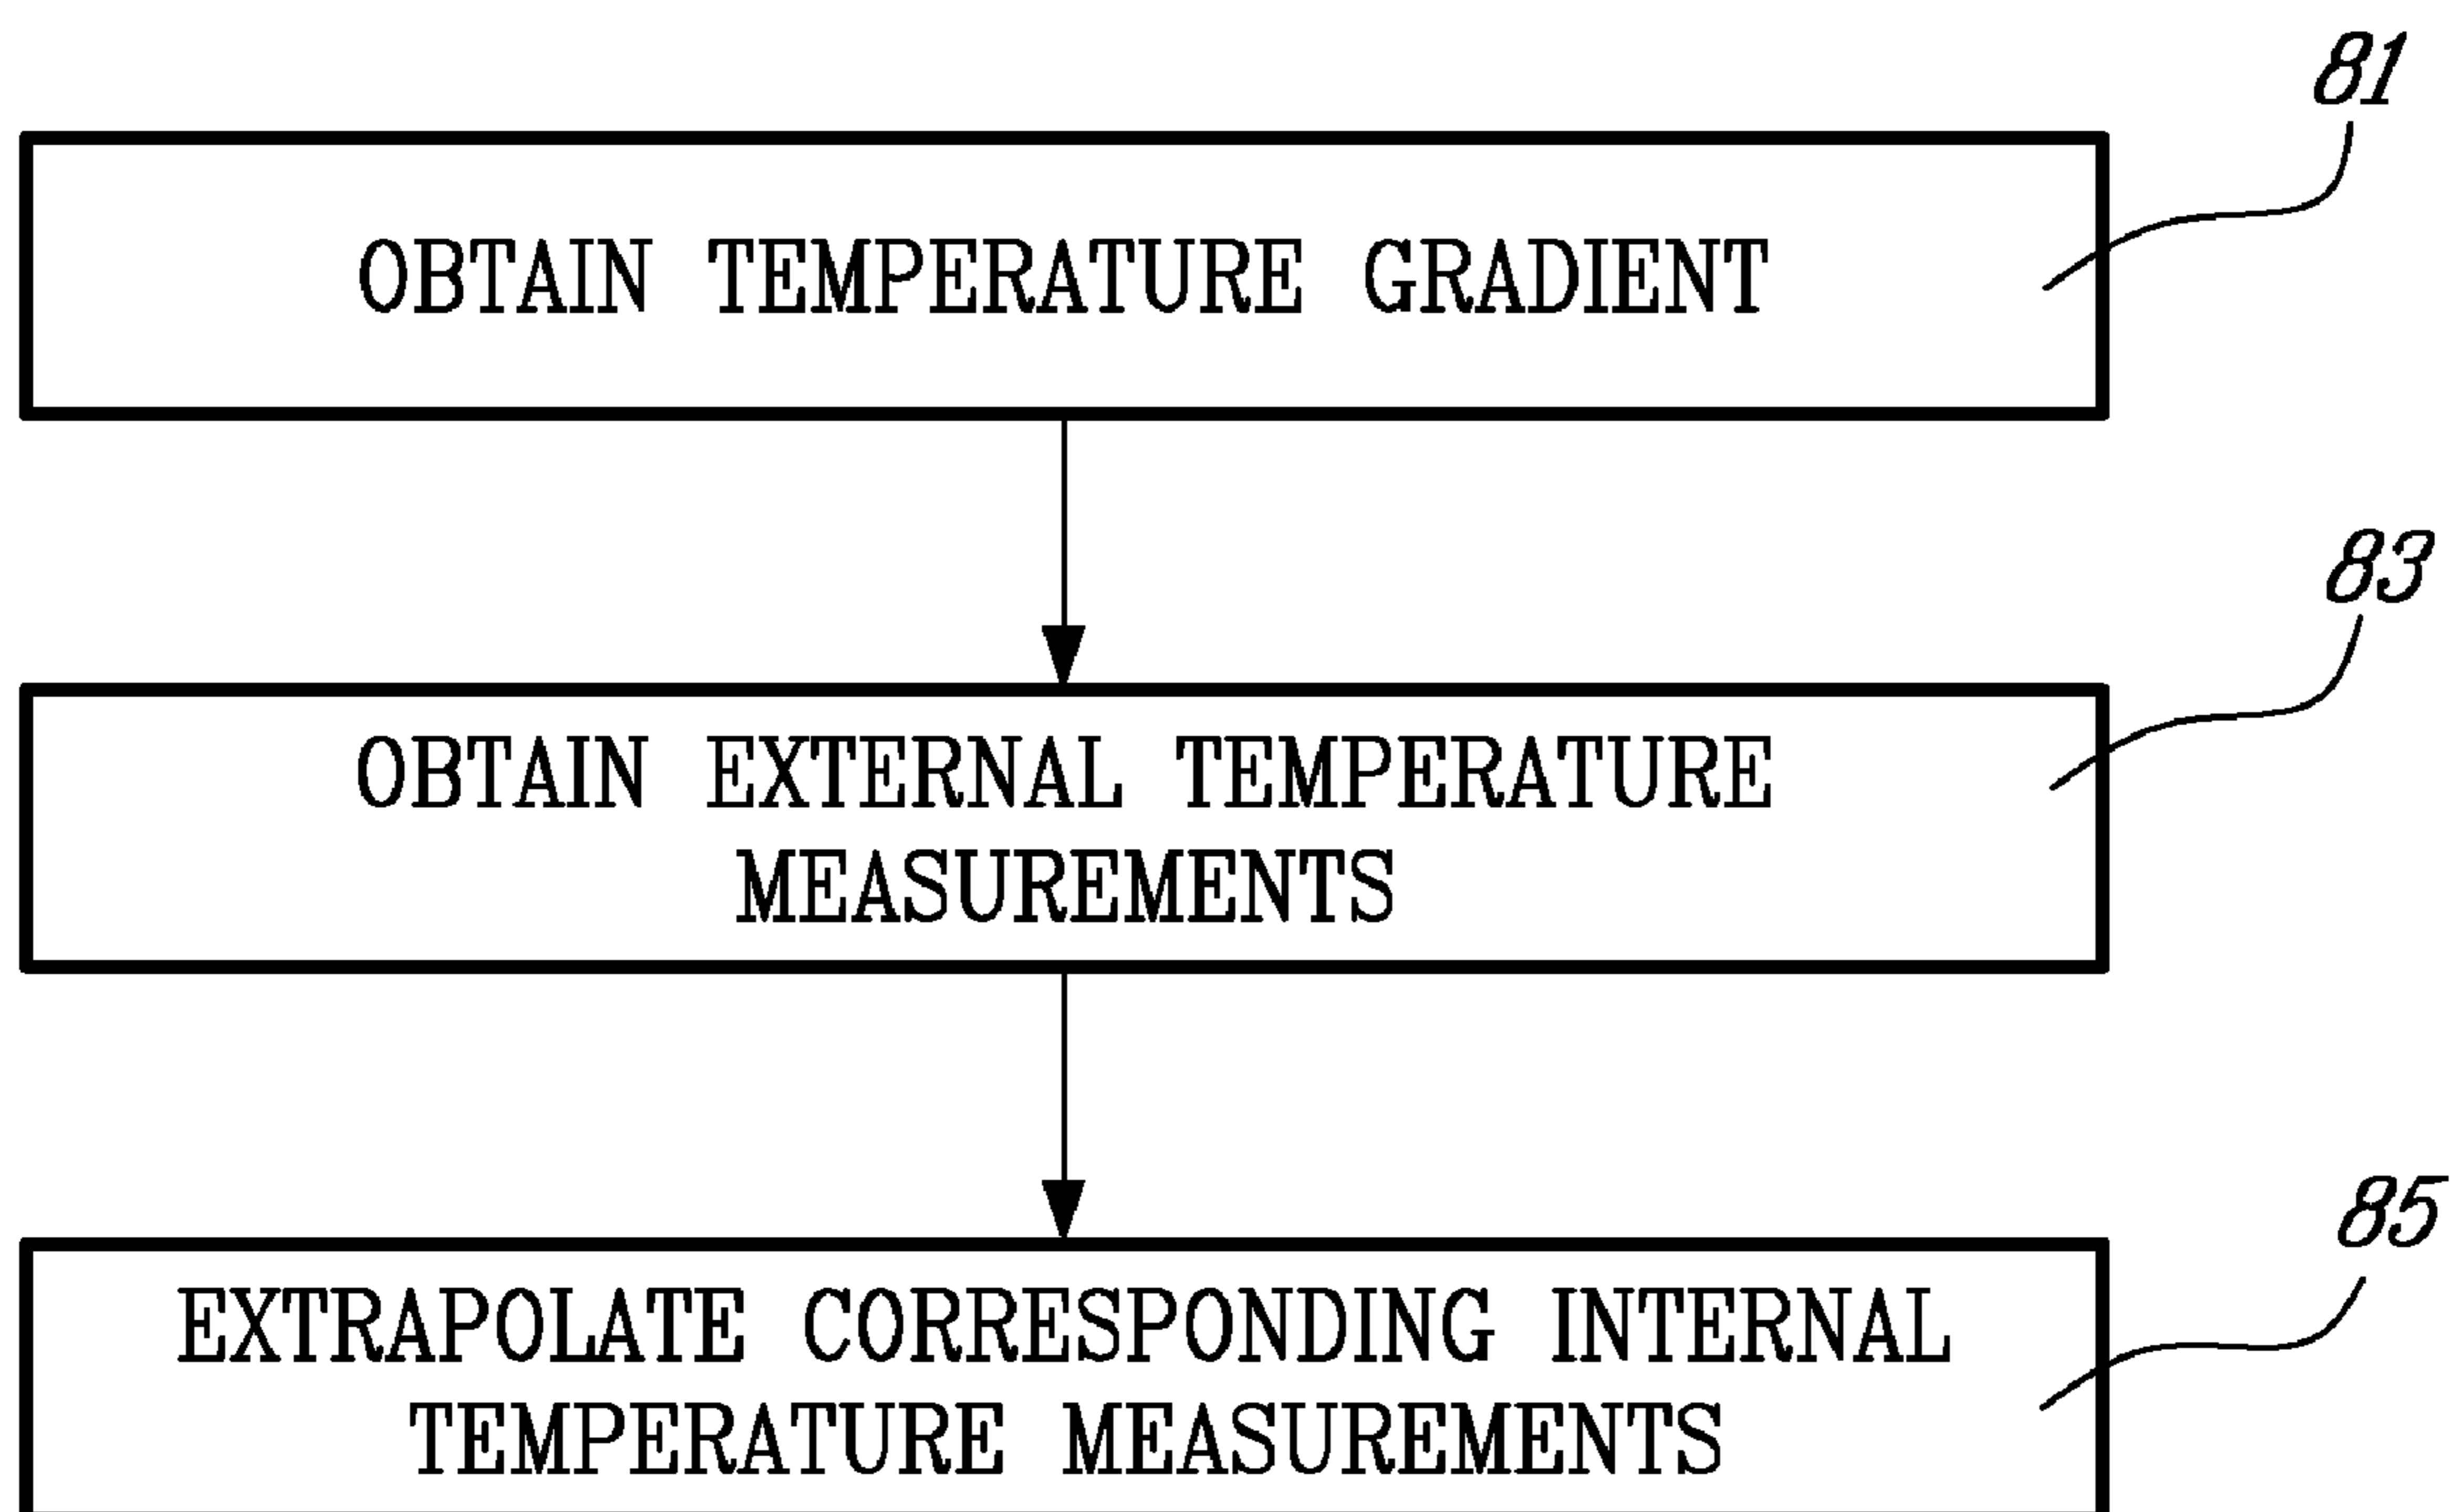 81
OBTAIN TEMPERATURE GRADIENT
83
OBTAIN EXTERNAL TEMPERATURE
MEASUREMENTS
85
EXTRAPOLATE CORRESPONDING INTERNAL
TEMPERATURE MEASUREMENTS